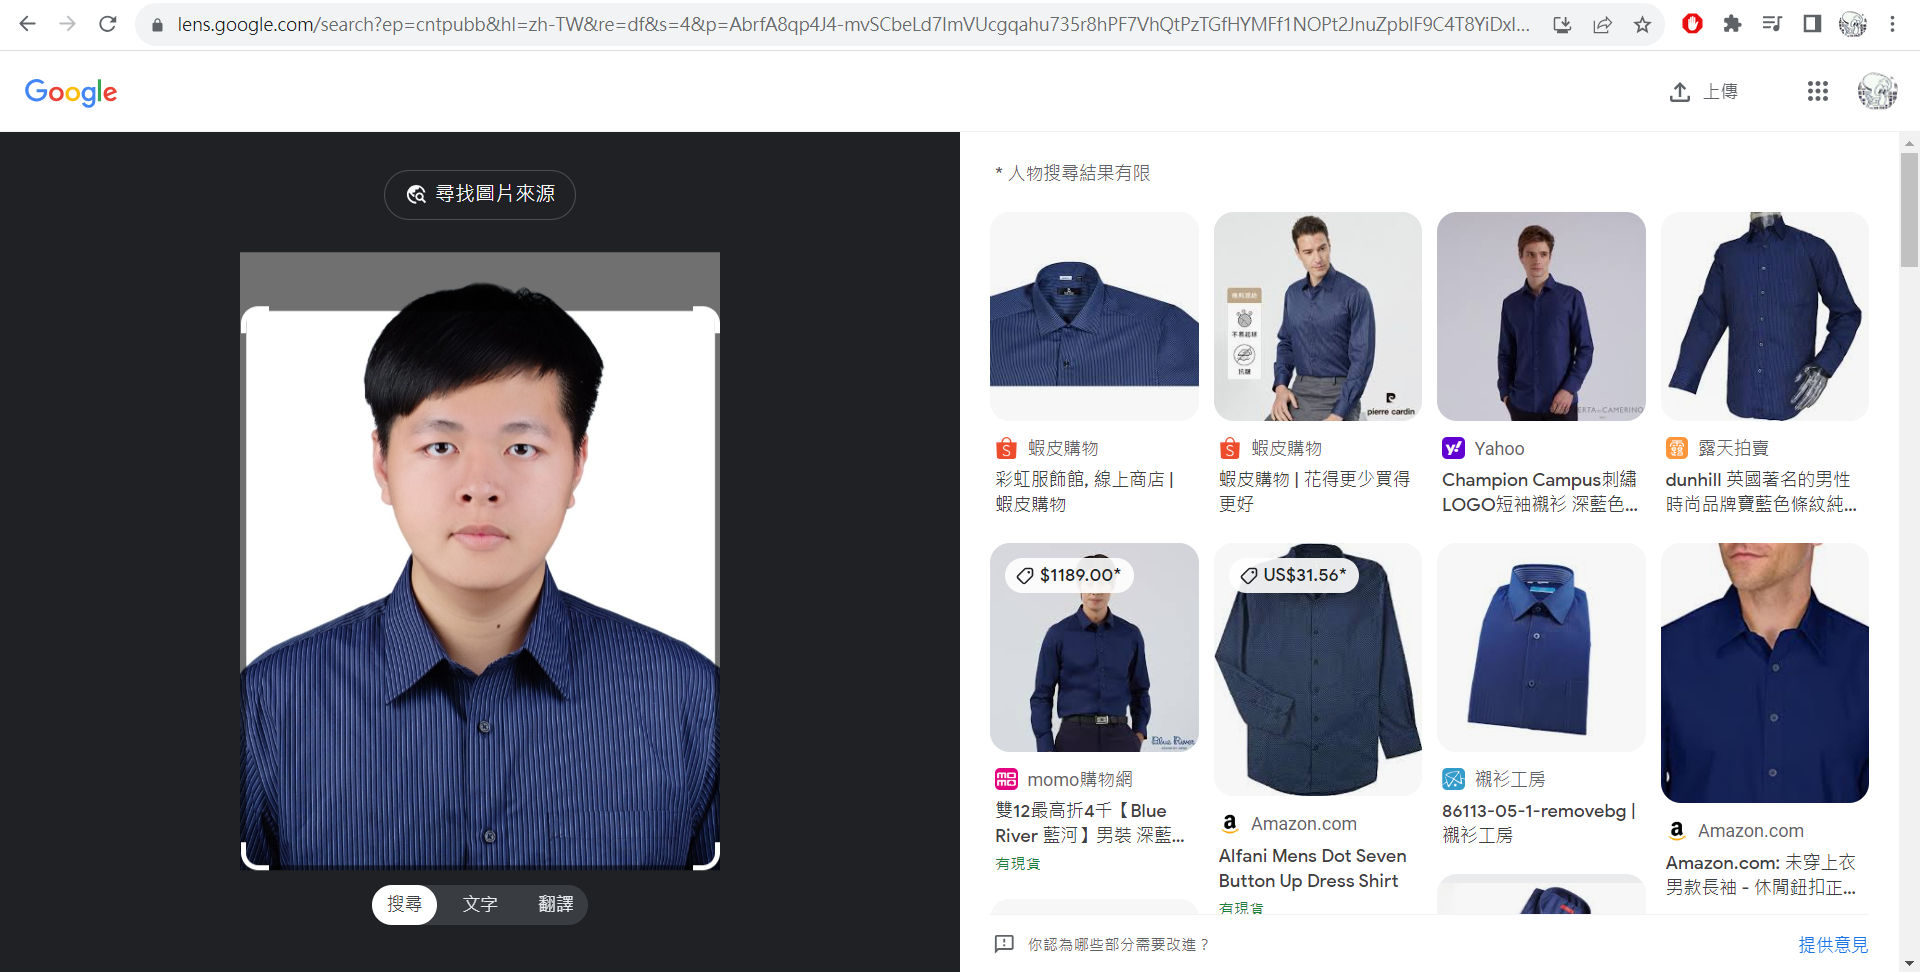 lens.google.com/search?ep=cntpubb&hl=zh-TW&re=df&s=4&p=AbrfA8qp4J4-mvSCbeLd7ImVUcgqahu735r8hPF7VhQtPzTGfHYMFf1NOPt2JnuZpblF9C4T8YiDxI...
Google
上傳
尋找圖片來源
搜尋
文字
翻譯
* 人物搜尋結果有限
pierre cardin
蝦皮購物
彩虹服飾館, 線上商店 |
蝦皮購物
蝦皮購物
蝦皮購物 | 花得更少買得
更好
Yahoo
Champion Campus刺繡
LOGO短袖襯衫 深藍色...
露天拍賣
dunhill 英國著名的男性
時尚品牌寶藍色條紋純...
$1189.00*
Blue River
momo購物網
雙12最高折4千【Blue
River 藍河】男裝 深藍...
有現貨
US$31.56*
Amazon.com
Alfani Mens Dot Seven
Button Up Dress Shirt
有現貨
襯衫工房
86113-05-1-removebg |
襯衫工房
Amazon.com
Amazon.com: 未穿上衣
男款長袖 - 休閒鈕扣正...
你認為哪些部分需要改進？
提供意見